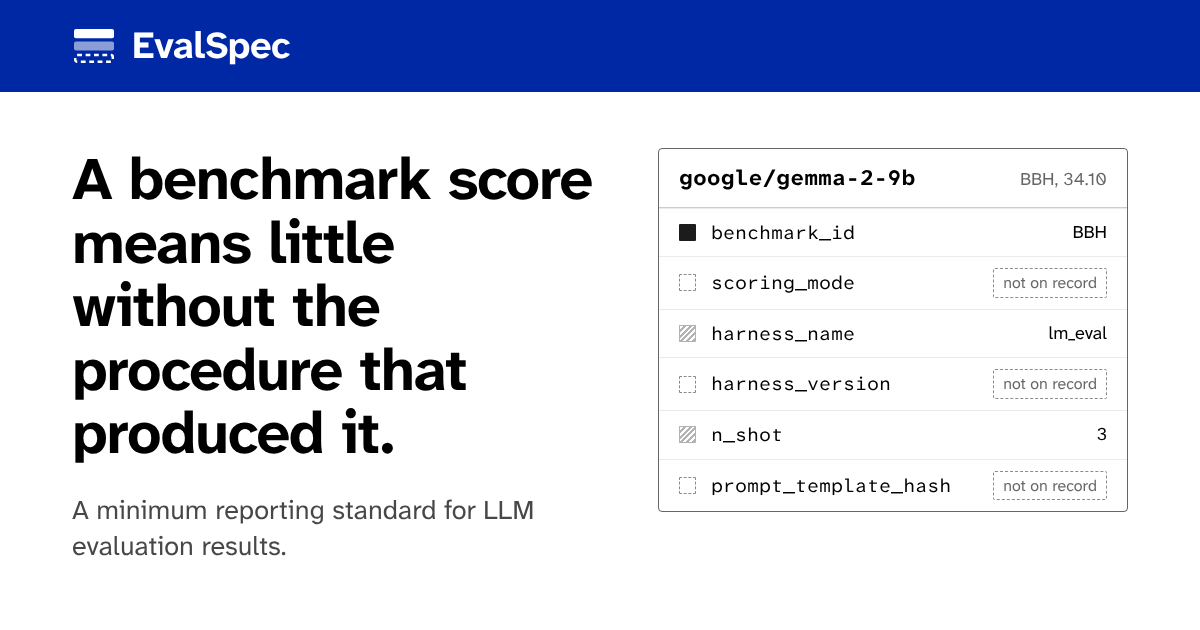 EvalSpec
A benchmark score
means little
without the
procedure that
produced it.
A minimum reporting standard for LLM
evaluation results.
google/gemma-2-9b BBH, 34.10
benchmark_id BBH
scoring_mode not on record
harness_name lm_eval
harness_version not on record
n_shot 3
prompt_template_hash not on record